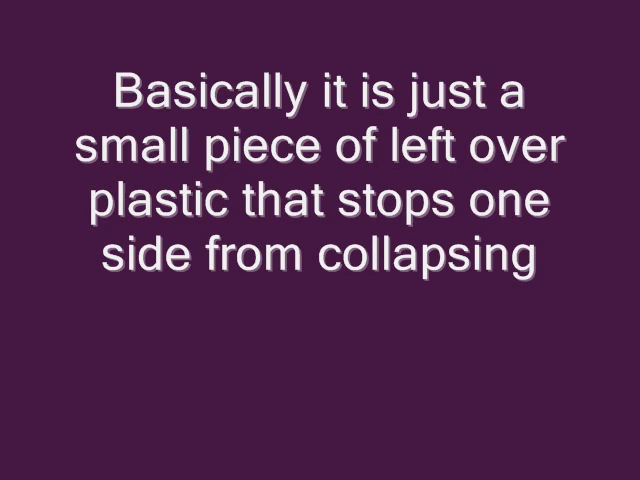 Basically it is just a
small piece of left over
plastic that stops one
side from collapsing